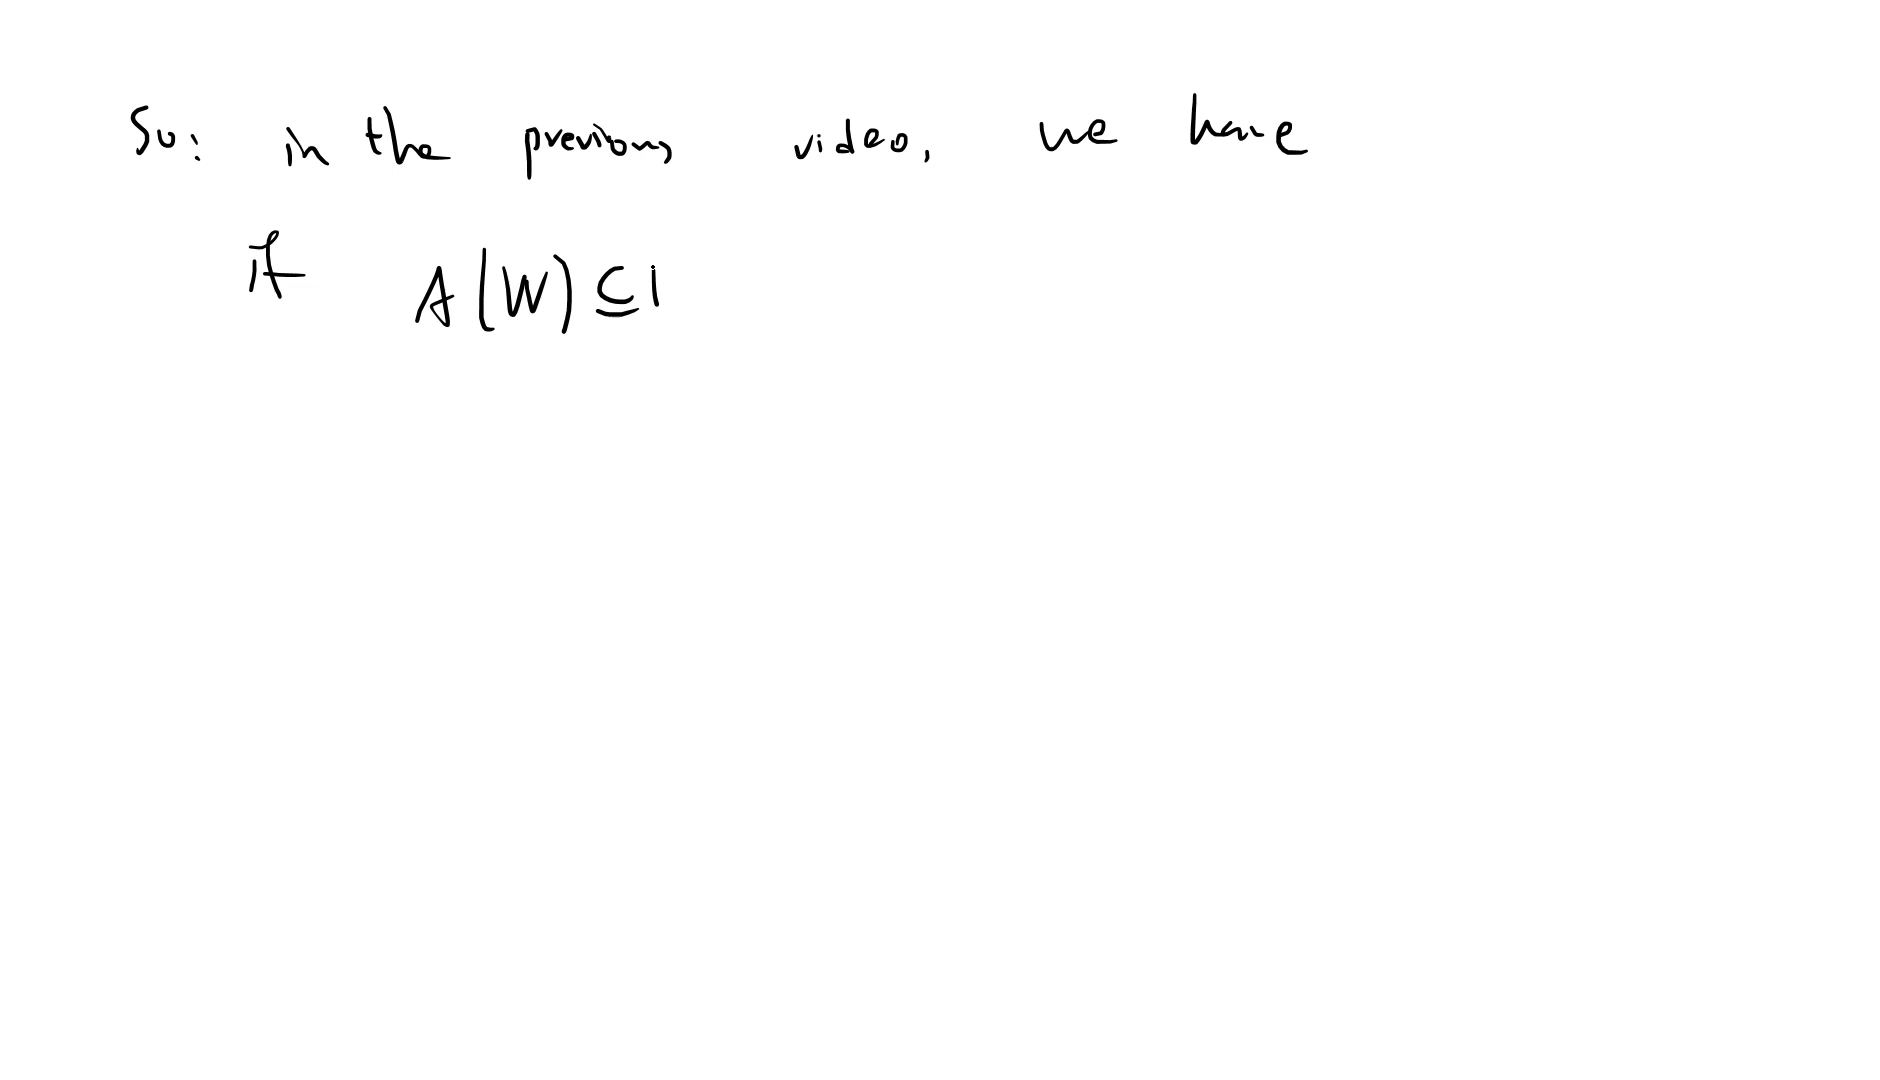 So: in the previous video, we have
if A(W) ⊆